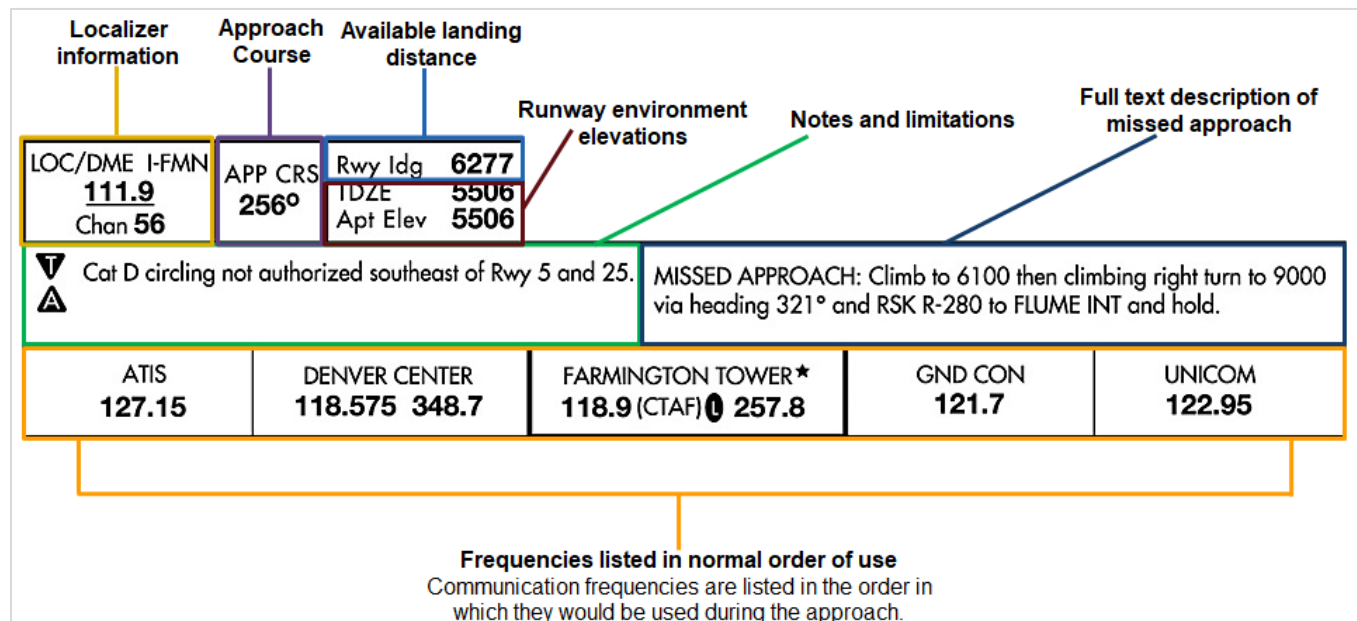 Localizer
information
Approach
Course
Available landing
distance
Runway environment
elevations
Notes and limitations
Full text description of
missed approach
LOC/DME I-FMN
111.9
Chan 56
APP CRS
256º
Rwy ldg 6277
TDZE 5506
Apt Elev 5506
T
A
Cat D circling not authorized southeast of Rwy 5 and 25.
MISSED APPROACH: Climb to 6100 then climbing right turn to 9000
via heading 321° and RSK R-280 to FLUME INT and hold.
ATIS
127.15
DENVER CENTER
118.575 348.7
FARMINGTON TOWER★
118.9 (CTAF) L 257.8
GND CON
121.7
UNICOM
122.95
Frequencies listed in normal order of use
Communication frequencies are listed in the order in
which they would be used during the approach.